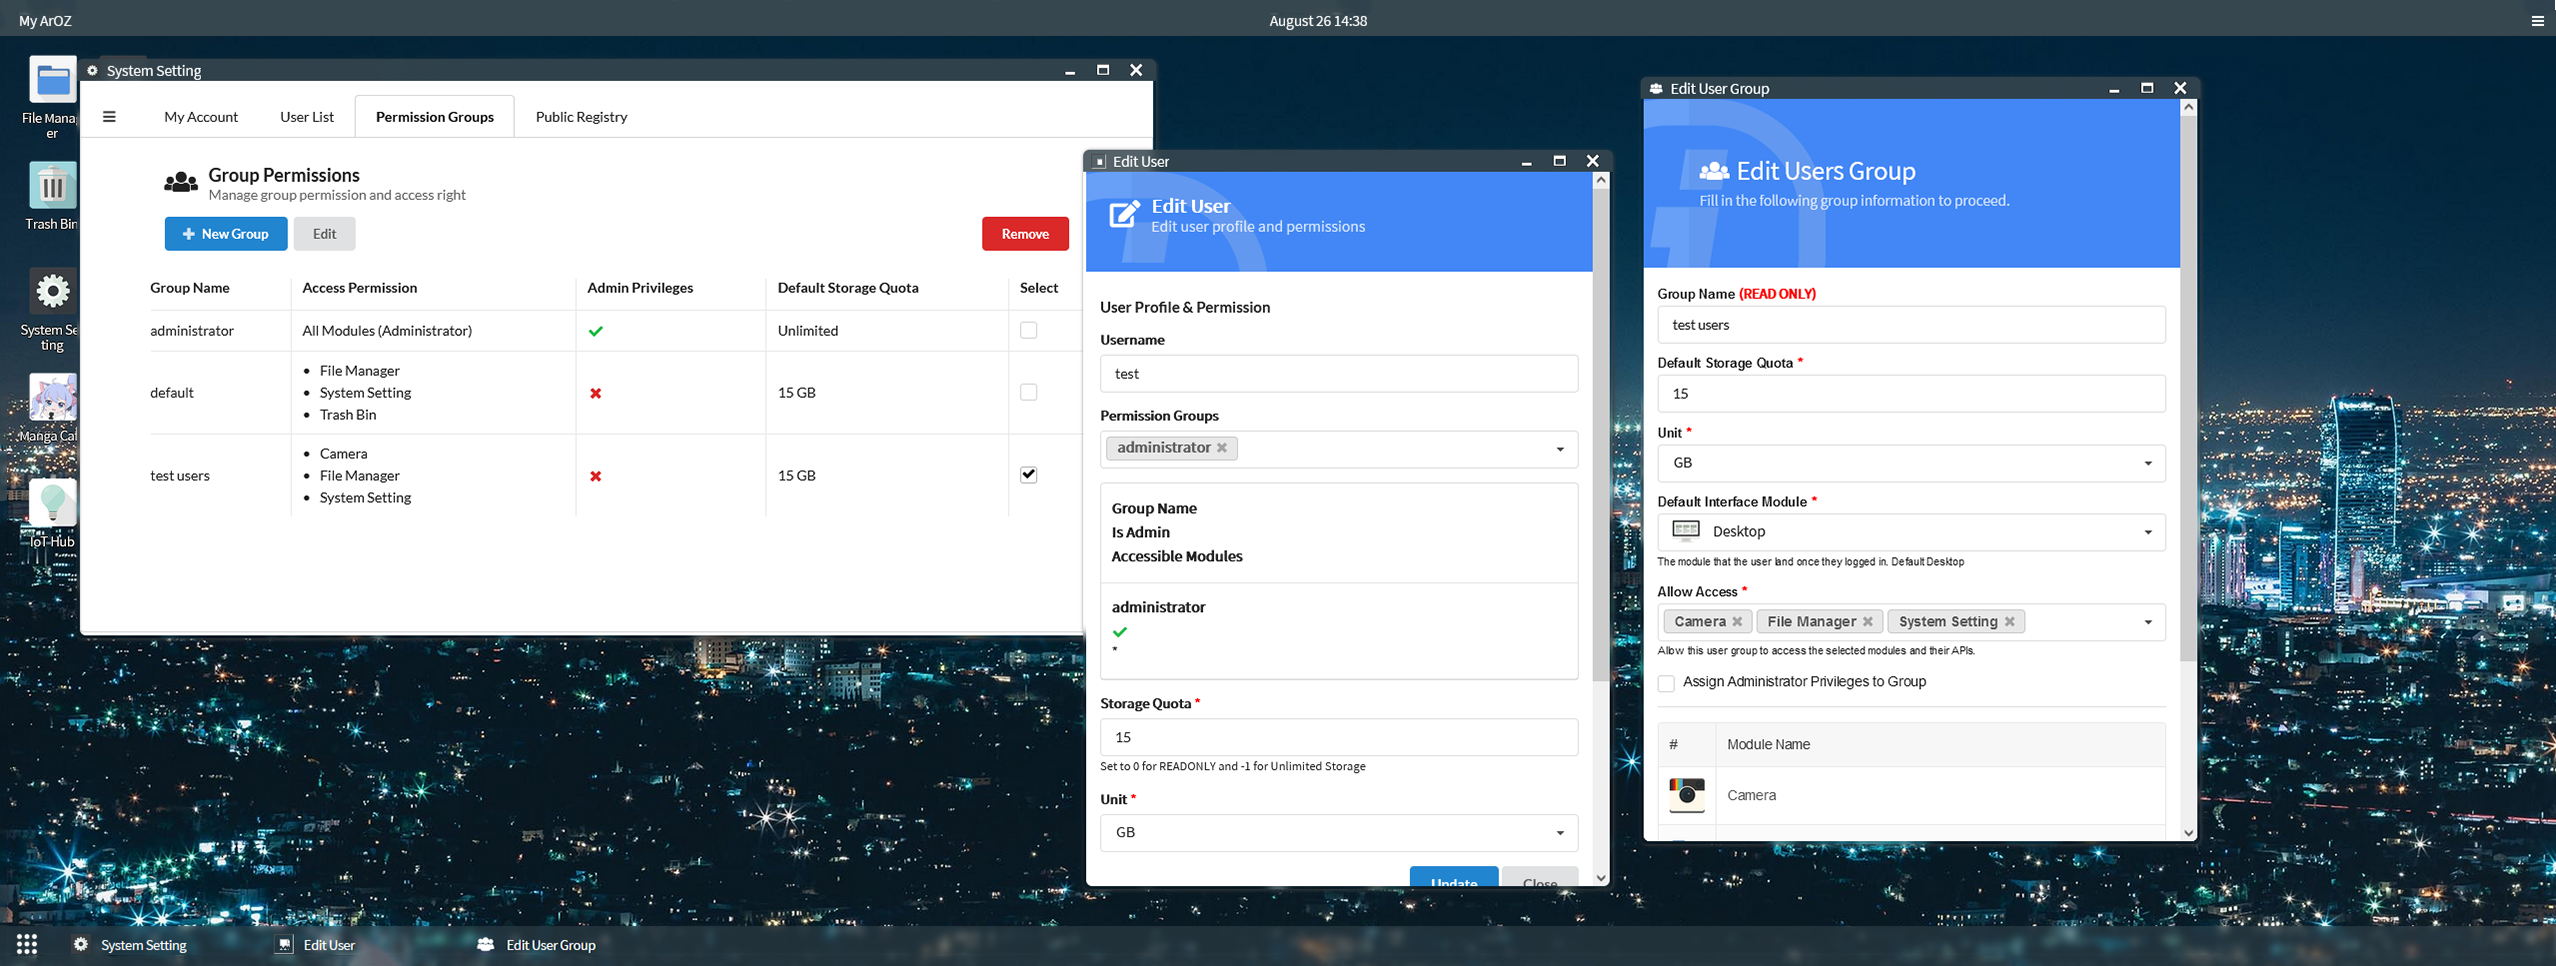 My ArOZ
August 26 14:38
File Manag
er
Trash Bin
System Se
ting
Manga Caf
IoT Hub
System Setting
My Account
User List
Permission Groups
Public Registry
Group Permissions
Manage group permission and access right
New Group
Edit
Remove
Group Name Access Permission Admin Privileges Default Storage Quota Select
administrator All Modules (Administrator) Unlimited
default
File Manager
System Setting
Trash Bin
15 GB
test users
Camera
File Manager
System Setting
15 GB
Edit User
Edit User
Edit user profile and permissions
User Profile & Permission
Username
test
Permission Groups
administrator
Group Name
Is Admin
Accessible Modules
administrator
*
Storage Quota *
15
Set to 0 for READONLY and -1 for Unlimited Storage
Unit *
GB
Update
Close
Edit User Group
Edit Users Group
Fill in the following group information to proceed.
Group Name (READ ONLY)
test users
Default Storage Quota *
15
Unit *
GB
Default Interface Module *
Desktop
The module that the user land once they logged in. Default Desktop
Allow Access *
Camera File Manager System Setting
Allow this user group to access the selected modules and their APIs.
Assign Administrator Privileges to Group
# Module Name
Camera
System Setting
Edit User
Edit User Group